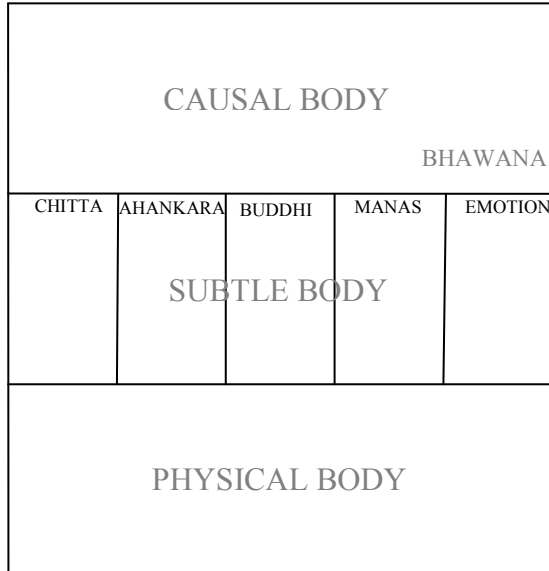 CAUSAL BODY
BHAWANA
CHITTA AHANKARA BUDDHI MANAS EMOTION
SUBTLE BODY
PHYSICAL BODY